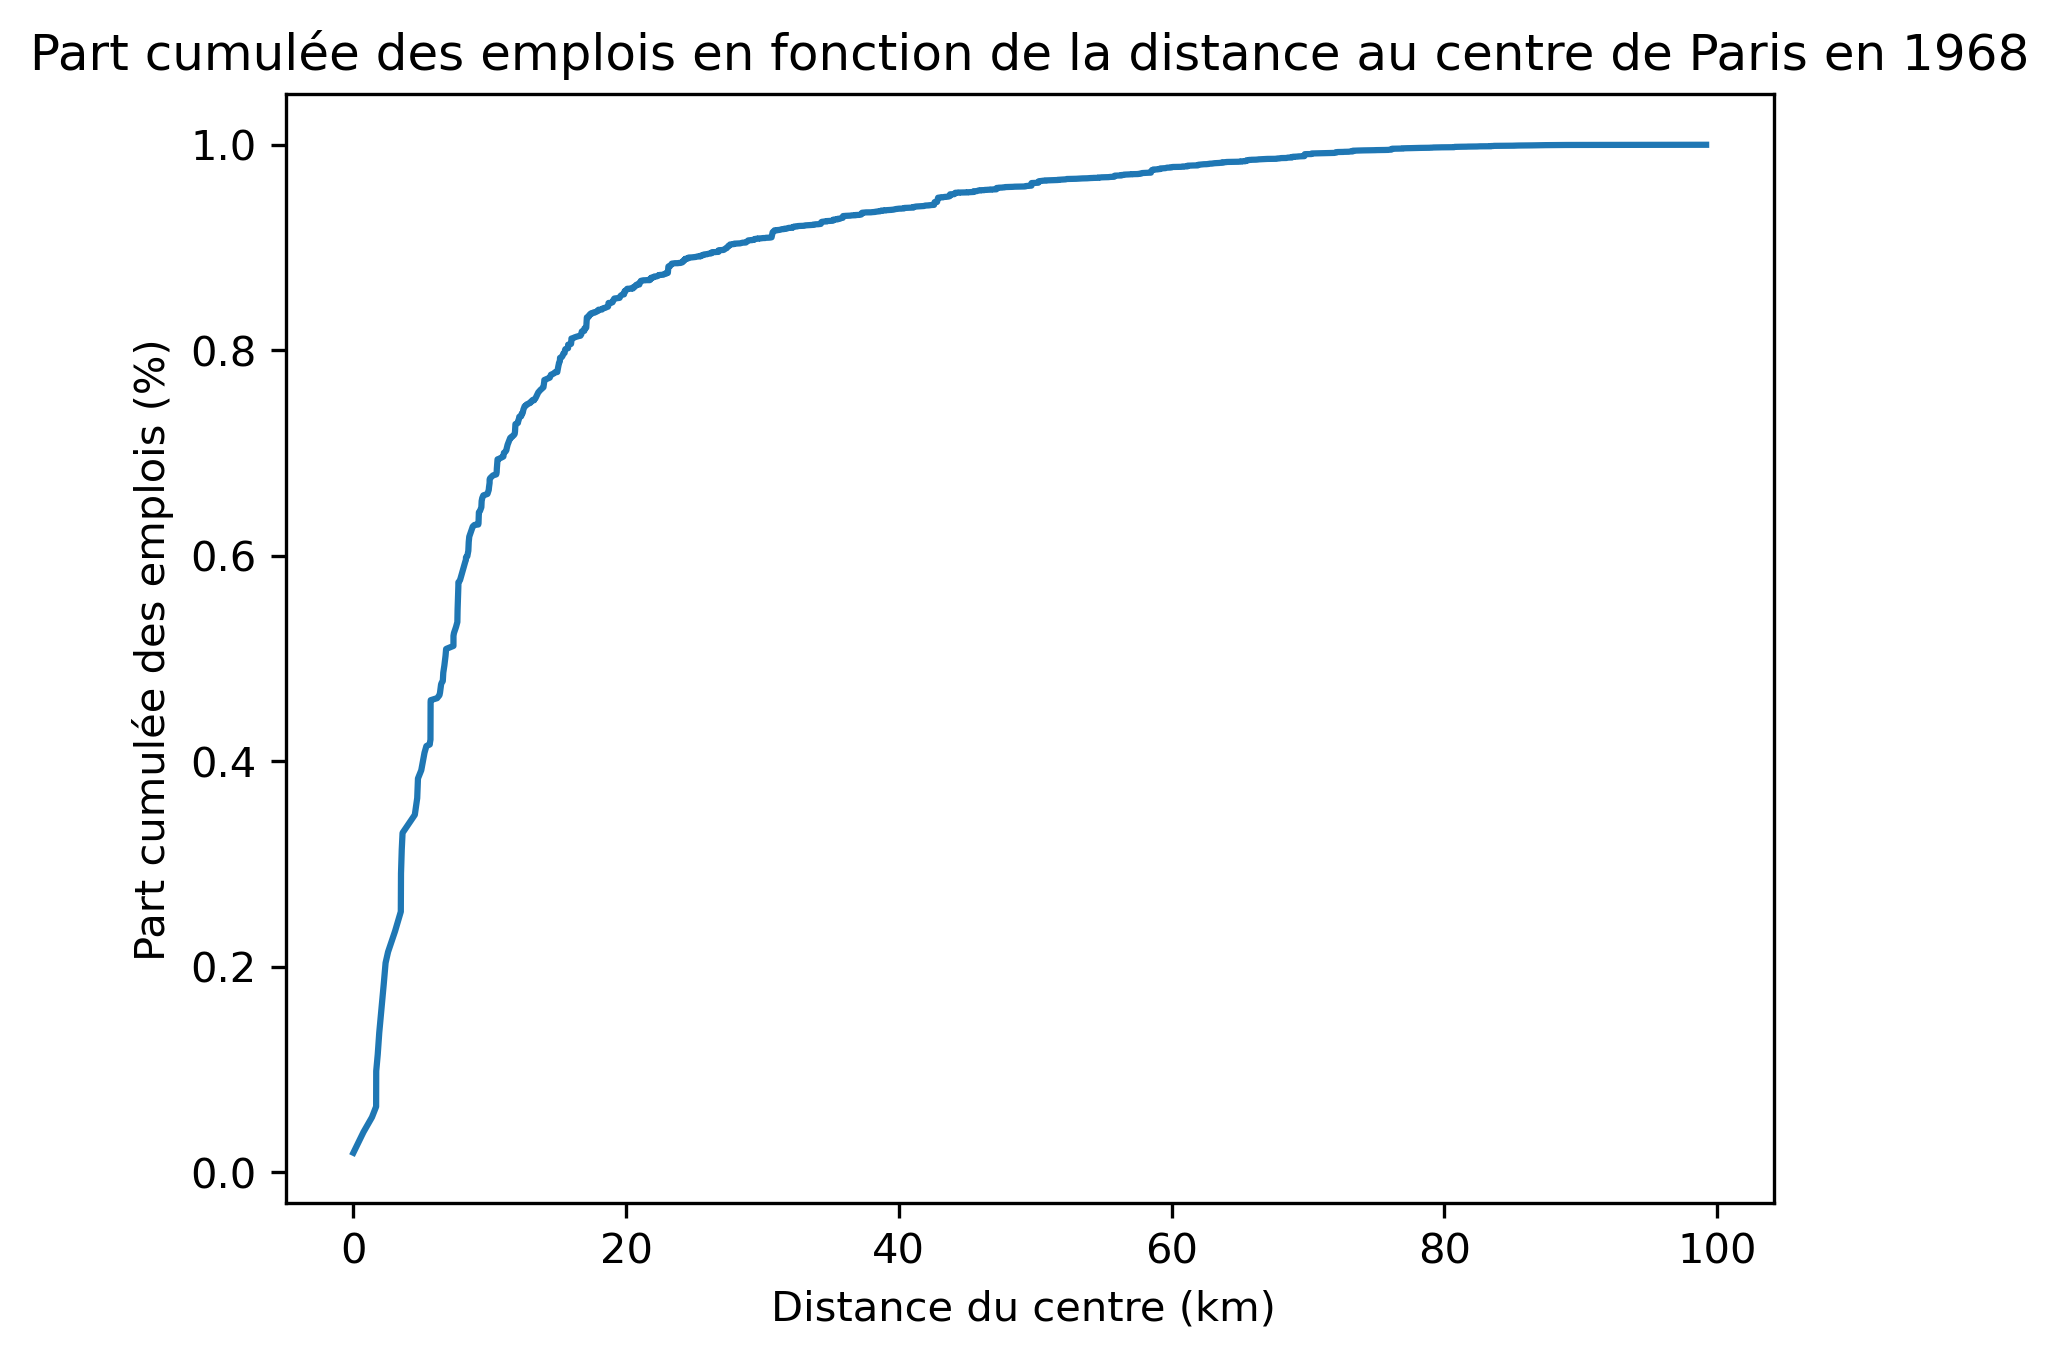 Part cumulée des emplois en fonction de la distance au centre de Paris en 1968
1.0
0.8
0.6
0.4
0.2
0.0
Part cumulée des emplois (%)
0 20 40 60 80 100
Distance du centre (km)